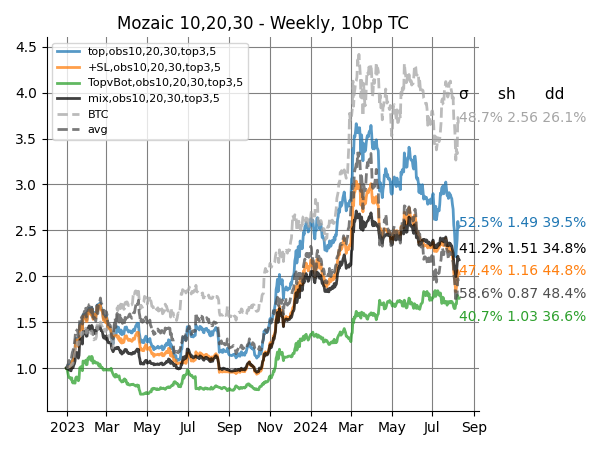 Mozaic 10,20,30 - Weekly, 10bp TC
top,obs10,20,30,top3,5
+SL,obs10,20,30,top3,5
TopvBot,obs10,20,30,top3,5
mix,obs10,20,30,top3,5
BTC
avg
4.5
4.0
3.5
3.0
2.5
2.0
1.5
1.0
σ sh dd
48.7% 2.56 26.1%
52.5% 1.49 39.5%
41.2% 1.51 34.8%
47.4% 1.16 44.8%
58.6% 0.87 48.4%
40.7% 1.03 36.6%
2023 Mar May Jul Sep Nov 2024 Mar May Jul Sep